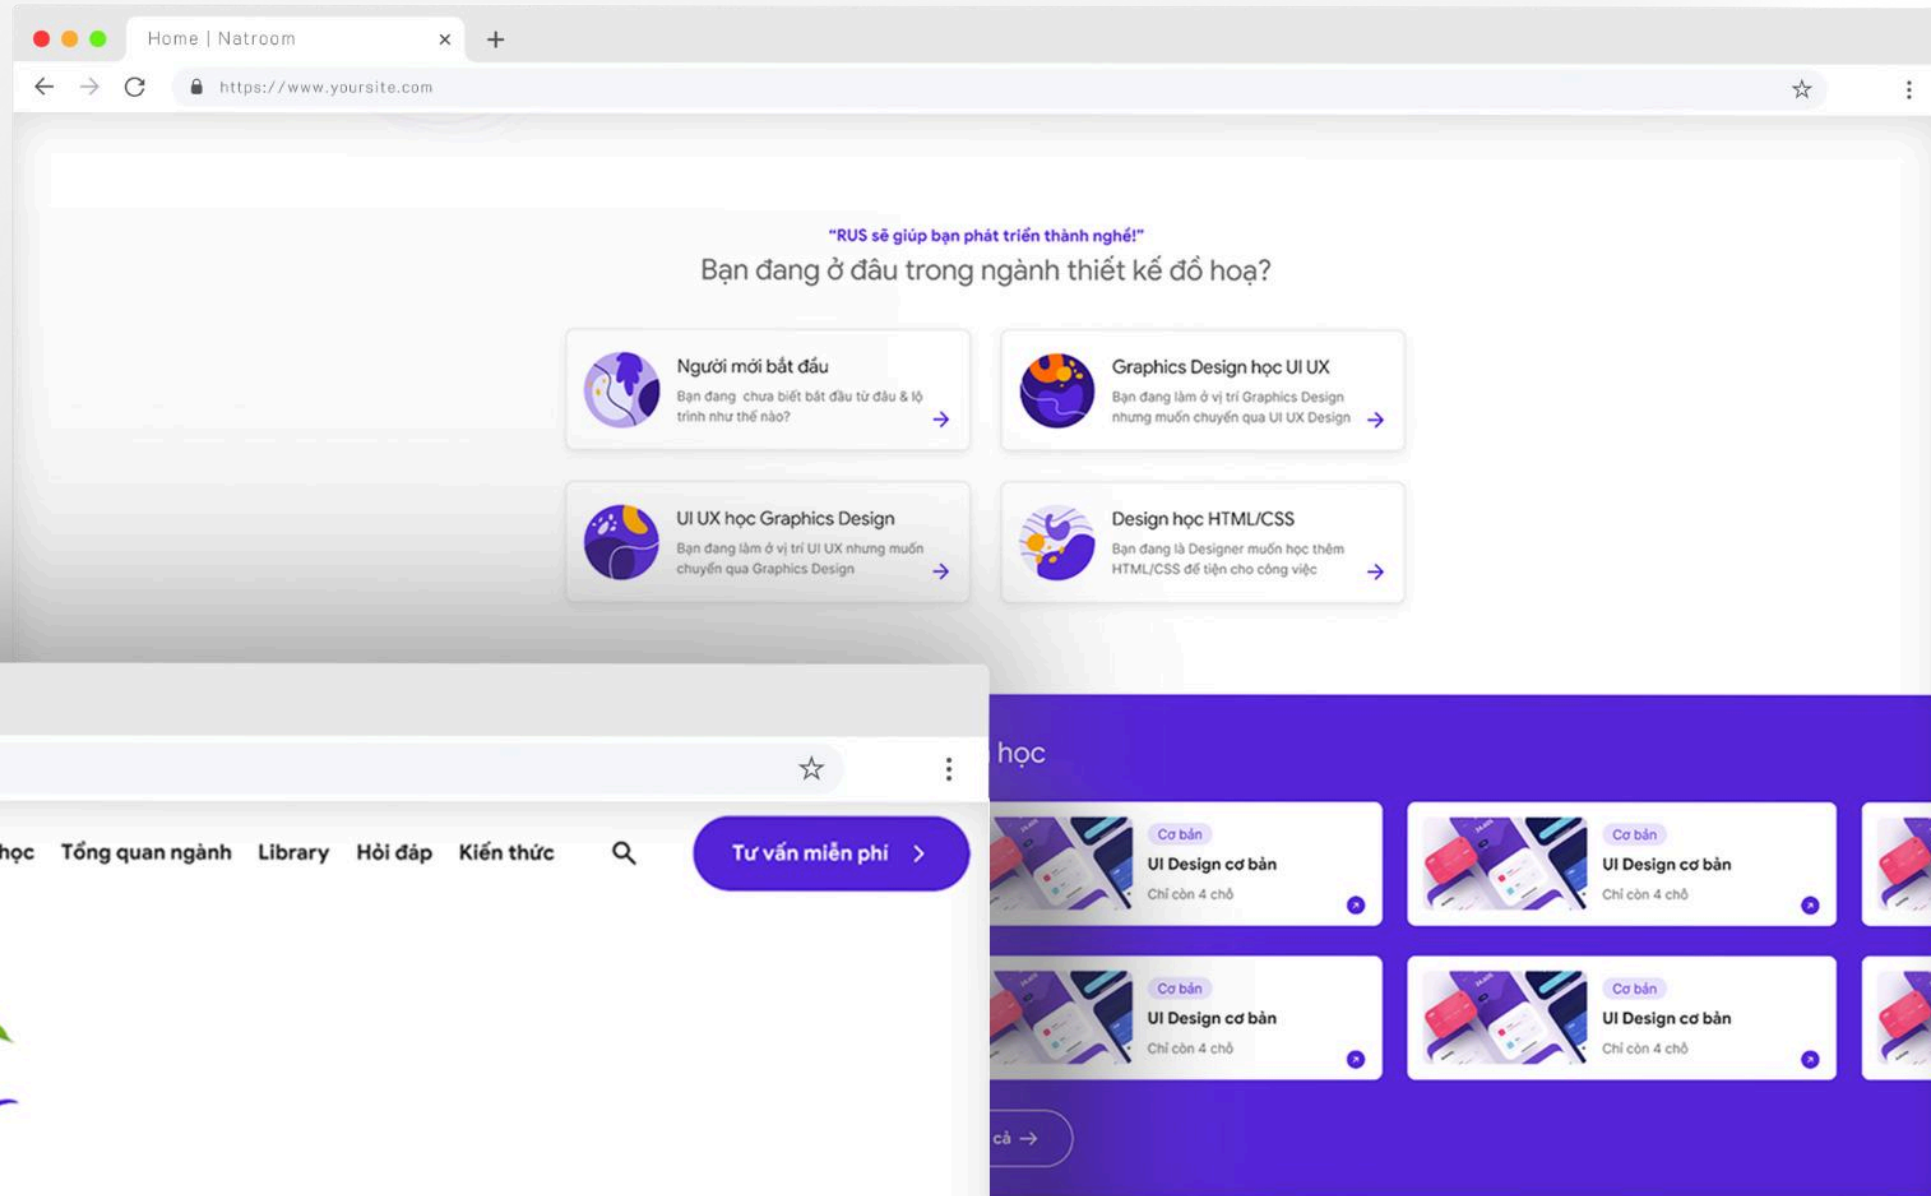 Home | Natroom
https://www.yoursite.com
“RUS sẽ giúp bạn phát triển thành nghề!”
Bạn đang ở đâu trong ngành thiết kế đồ hoạ?
Người mới bắt đầu
Bạn đang chưa biết bắt đầu từ đâu & lộ
trình như thế nào?
Graphics Design học UI UX
Bạn đang làm ở vị trí Graphics Design
nhưng muốn chuyển qua UI UX Design
UI UX học Graphics Design
Bạn đang làm ở vị trí UI UX nhưng muốn
chuyển qua Graphics Design
Design học HTML/CSS
Bạn đang là Designer muốn học thêm
HTML/CSS để tiện cho công việc
học
học Tổng quan ngành Library Hỏi đáp Kiến thức
Tư vấn miễn phí
Cơ bản
UI Design cơ bản
Chỉ còn 4 chỗ
Cơ bản
UI Design cơ bản
Chỉ còn 4 chỗ
Cơ bản
UI Design cơ bản
Chỉ còn 4 chỗ
Cơ bản
UI Design cơ bản
Chỉ còn 4 chỗ
cả